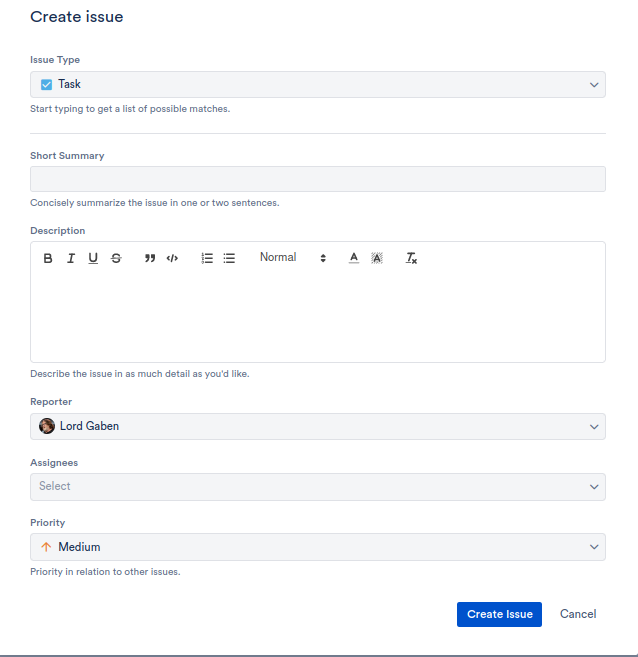 Create issue
Issue Type
Task
Start typing to get a list of possible matches.
Short Summary
Concisely summarize the issue in one or two sentences.
Description
B I U S ” </> Normal A A Tx
Describe the issue in as much detail as you'd like.
Reporter
Lord Gaben
Assignees
Select
Priority
Medium
Priority in relation to other issues.
Create Issue Cancel